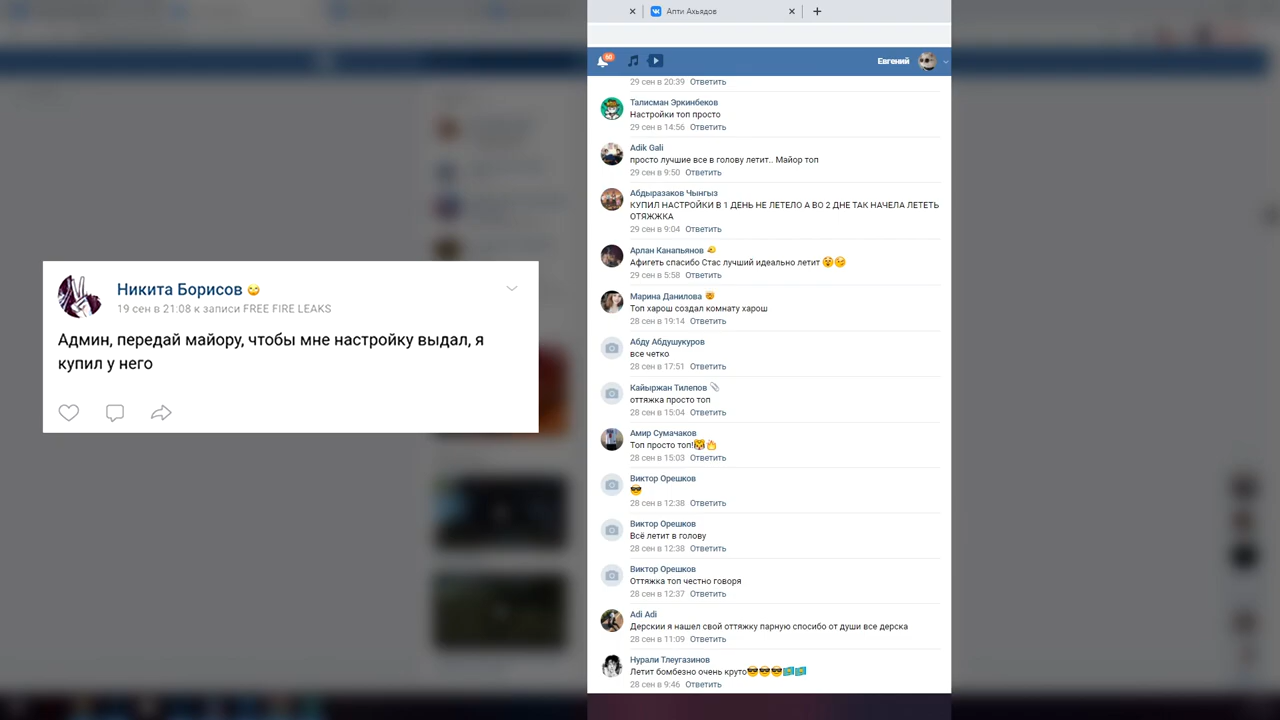 Апти Ахьядов
66
Евгений
29 сен в 20:39 Ответить
Талисман Эркинбеков
Настройки топ просто
29 сен в 14:56 Ответить
Adik Gali
просто лучшие все в голову летит.. Майор топ
29 сен в 9:50 Ответить
Абдыразаков Чынгыз
КУПИЛ НАСТРОЙКИ В 1 ДЕНЬ НЕ ЛЕТЕЛО А ВО 2 ДНЕ ТАК НАЧЕЛА ЛЕТЕТЬ
ОТЯЖЖКА
29 сен в 9:04 Ответить
Арлан Канапьянов
Афигеть спасибо Стас лучший идеально летит 😲😏
29 сен в 5:58 Ответить
Марина Данилова
Топ харош создал комнату харош
28 сен в 19:14 Ответить
Абду Абдушукуров
все четко
28 сен в 17:51 Ответить
Кайыржан Тилепов
оттяжка просто топ
28 сен в 15:04 Ответить
Амир Сумачаков
Топ просто топ!🐯👍
28 сен в 15:03 Ответить
Виктор Орешков
😎
28 сен в 12:38 Ответить
Виктор Орешков
Всё летит в голову
28 сен в 12:38 Ответить
Виктор Орешков
Оттяжка топ честно говоря
28 сен в 12:37 Ответить
Adi Adi
Дерскии я нашел свой оттяжку парную спосибо от души все дерска
28 сен в 11:09 Ответить
Нурали Тлеугазинов
Летит бомбезно очень круто😎😎😎🇰🇿🇰🇿
28 сен в 9:46 Ответить
Никита Борисов
19 сен в 21:08 к записи FREE FIRE LEAKS
Админ, передай майору, чтобы мне настройку выдал, я
купил у него